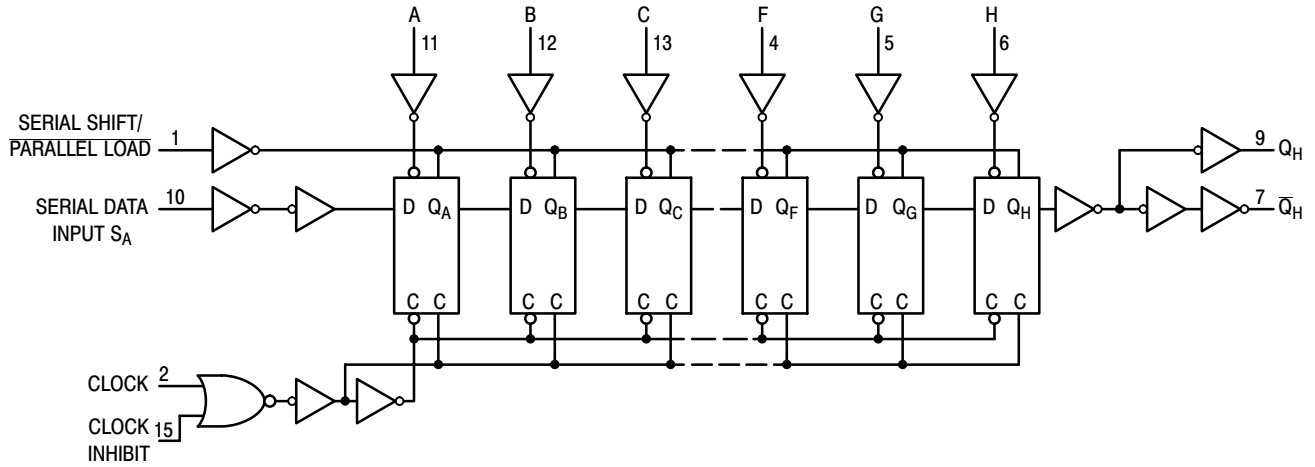 A B C F G H
11 12 13 4 5 6
SERIAL SHIFT/
PARALLEL LOAD 1
9 QH
SERIAL DATA
INPUT SA 10
D QA D QB D QC D QF D QG D QH
7 QH
C C C C C C C C C C C C
CLOCK 2
CLOCK
INHIBIT 15